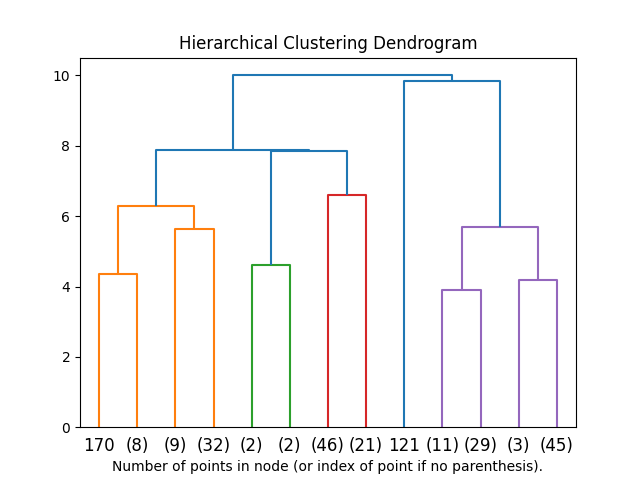 Hierarchical Clustering Dendrogram
10
8
6
4
2
0
170 (8) (9) (32) (2) (2) (46) (21) 121 (11) (29) (3) (45)
Number of points in node (or index of point if no parenthesis).